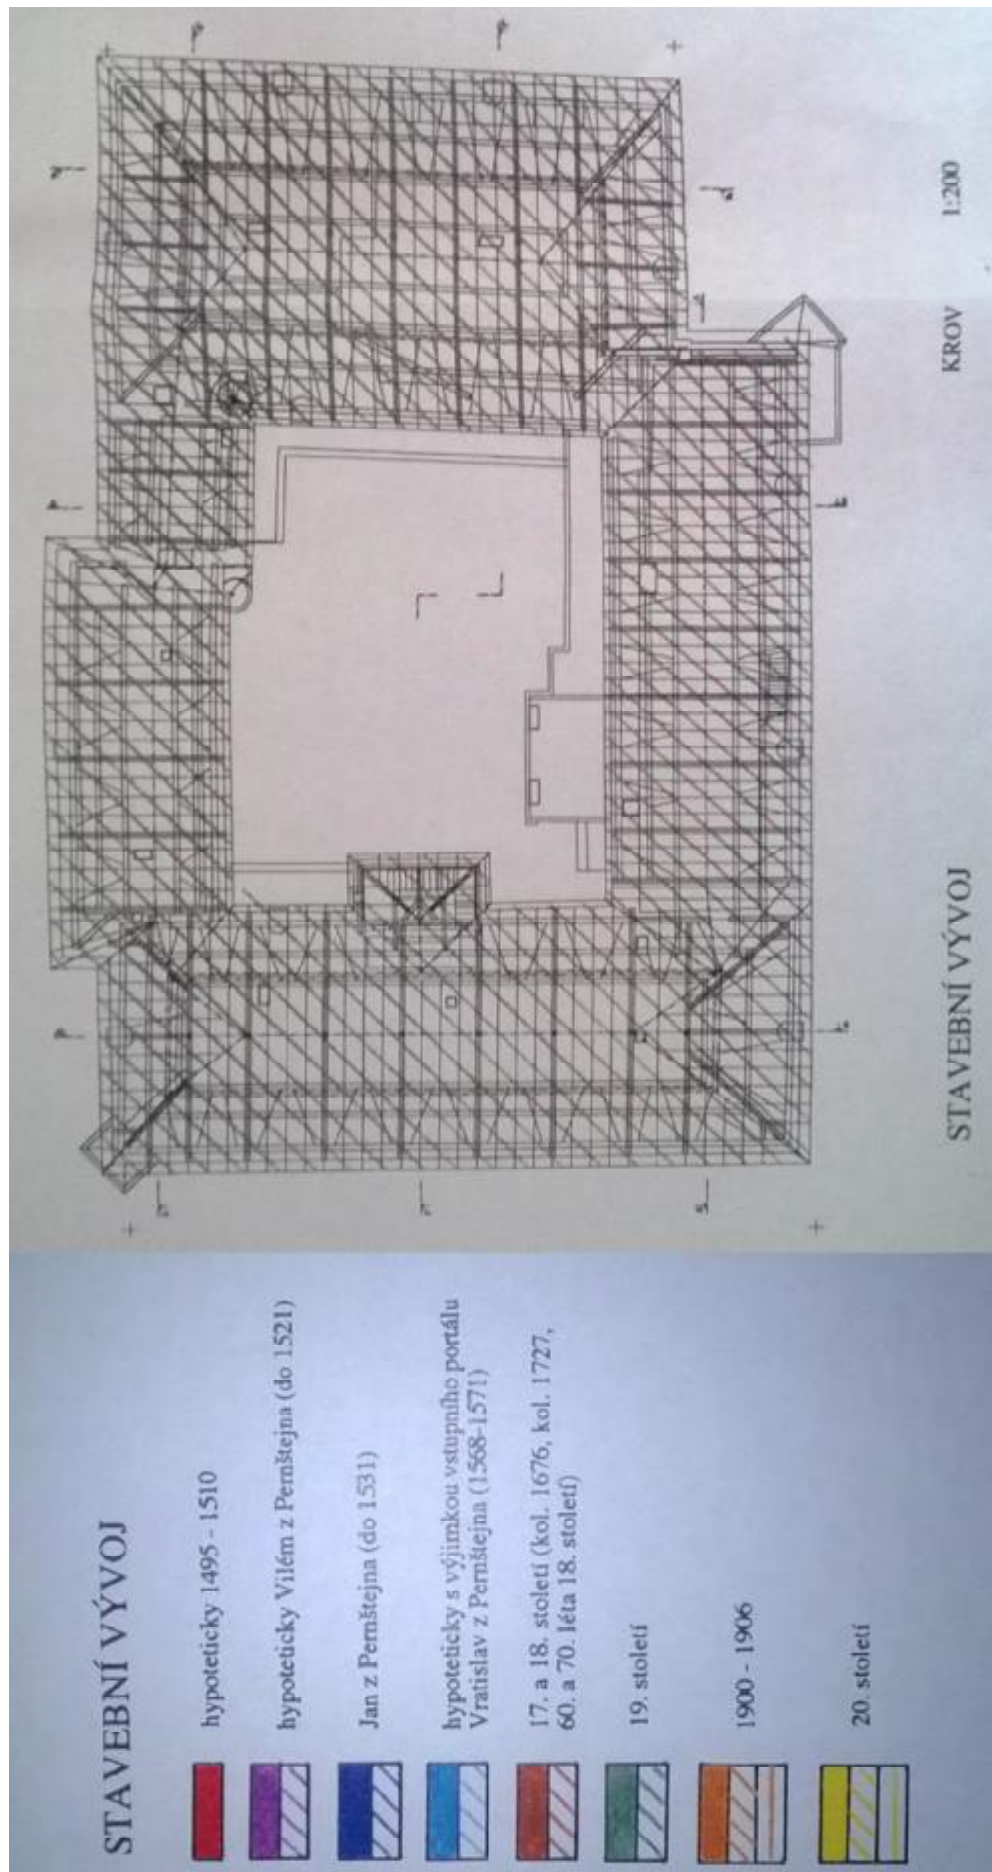 STAVEBNÍ VÝVOJ
hypoteticky 1495 - 1510
hypoteticky Vilém z Pernštejna (do 1521)
Jan z Pernštejna (do 1531)
hypoteticky s výjimkou vstupního portálu
Vratislav z Pernštejna (1568-1571)
17. a 18. století (kol. 1676, kol. 1727,
60. a 70. léta 18. století)
19. století
1900 - 1906
20. století
STAVEBNÍ VÝVOJ
KROV
1:200